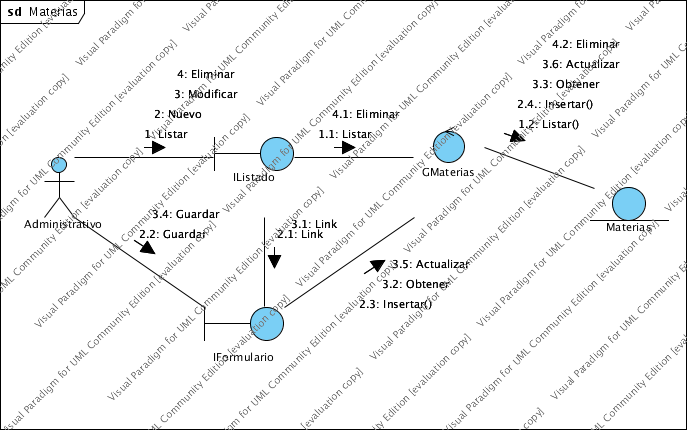 sd Materias
4: Eliminar
3: Modificar
2: Nuevo
1: Listar
4.1: Eliminar
1.1: Listar
4.2: Eliminar
3.6: Actualizar
3.3: Obtener
2.4.: Insertar()
1.2: Listar()
IListado
GMaterias
Administrativo
Materias
3.4: Guardar
2.2: Guardar
3.1: Link
2.1: Link
3.5: Actualizar
3.2: Obtener
2.3: Insertar()
IFormulario
Visual Paradigm for UML Community Edition [evaluation copy]